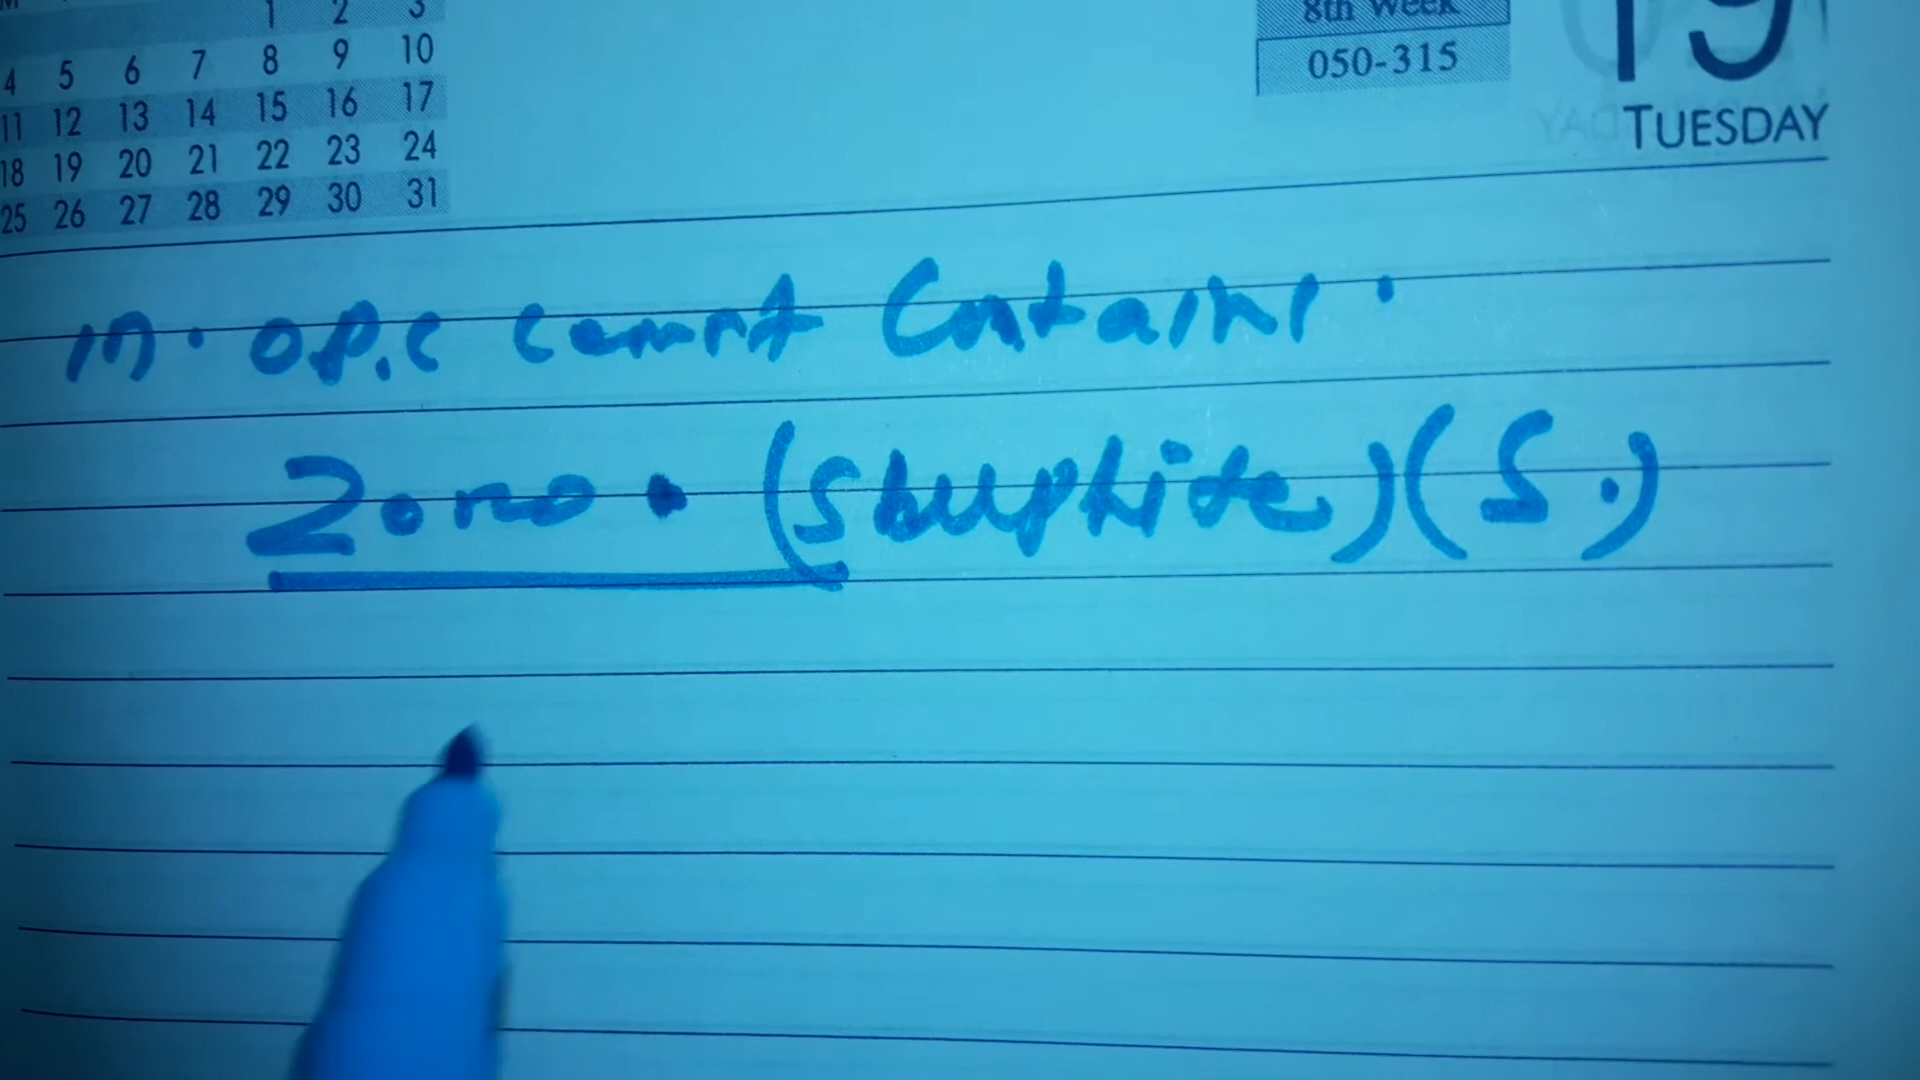 1 2 3
4 5 6 7 8 9 10
11 12 13 14 15 16 17
18 19 20 21 22 23 24
25 26 27 28 29 30 31
8th Week
050-315
19
TUESDAY
m. O.P.C Cement Contains.
Zono. (Sbuphite) (S.)